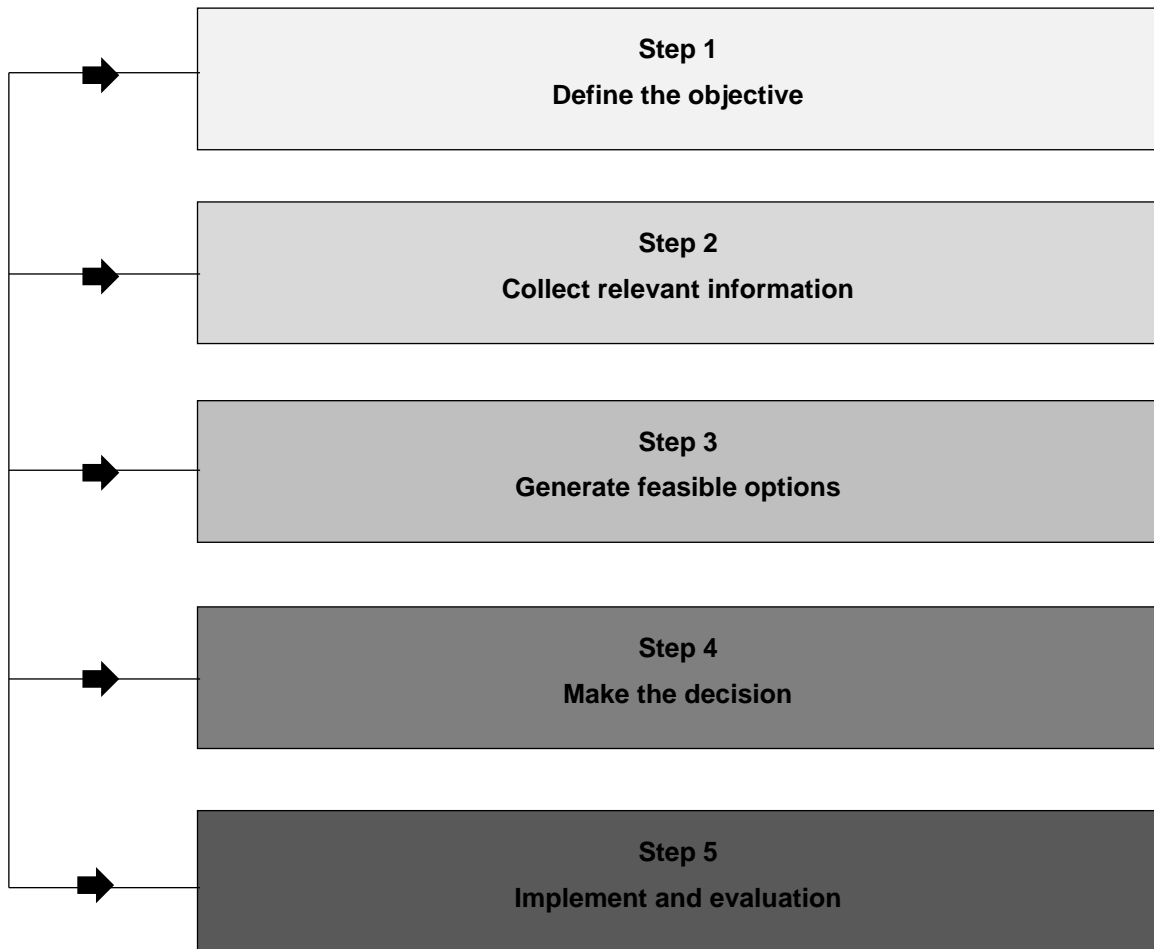 Step 1
Define the objective
Step 2
Collect relevant information
Step 3
Generate feasible options
Step 4
Make the decision
Step 5
Implement and evaluation